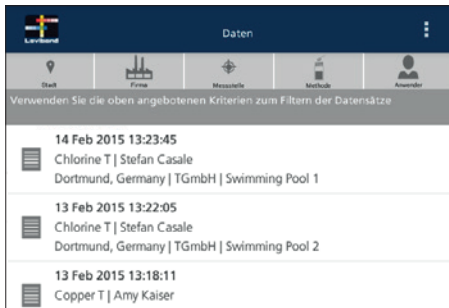 Lovibond
Daten
Stadt
Firma
Messstelle
Methode
Anwender
Verwenden Sie die oben angebotenen Kriterien zum Filtern der Datensätze
14 Feb 2015 13:23:45
Chlorine T | Stefan Casale
Dortmund, Germany | TGmbH | Swimming Pool 1
13 Feb 2015 13:22:05
Chlorine T | Stefan Casale
Dortmund, Germany | TGmbH | Swimming Pool 2
13 Feb 2015 13:18:11
Copper T | Amy Kaiser